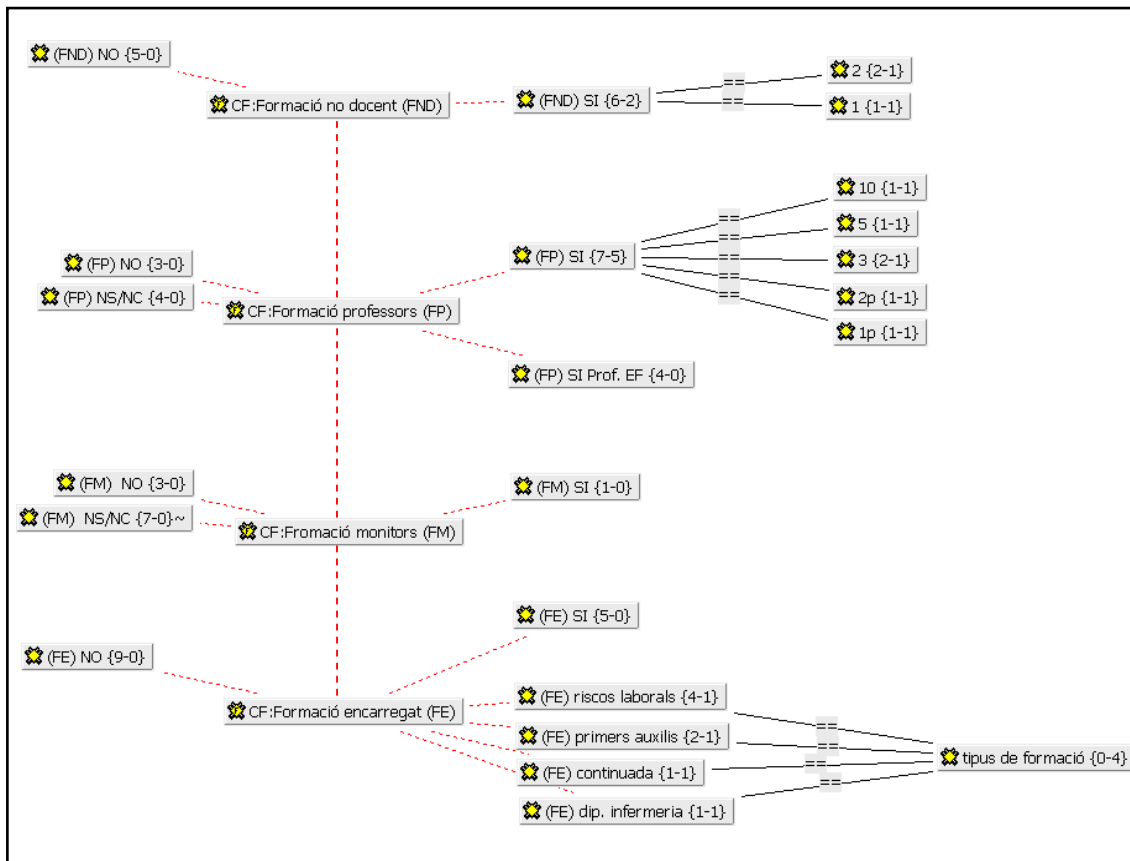 (FND) NO {5-0}
2 {2-1}
CF:Formació no docent (FND)
(FND) SI {6-2}
==
==
1 {1-1}
10 {1-1}
5 {1-1}
(FP) NO {3-0}
(FP) SI {7-5}
==
==
==
==
==
3 {2-1}
(FP) NS/NC {4-0}
CF:Formació professors (FP)
2p {1-1}
1p {1-1}
(FP) SI Prof. EF {4-0}
(FM)  NO {3-0}
(FM) SI {1-0}
(FM)  NS/NC {7-0}~
CF:Fromació monitors (FM)
(FE) SI {5-0}
(FE) NO {9-0}
CF:Formació encarregat (FE)
(FE) riscos laborals {4-1}
==
(FE) primers auxilis {2-1}
==
tipus de formació {0-4}
(FE) continuada {1-1}
==
(FE) dip. infermeria {1-1}
==